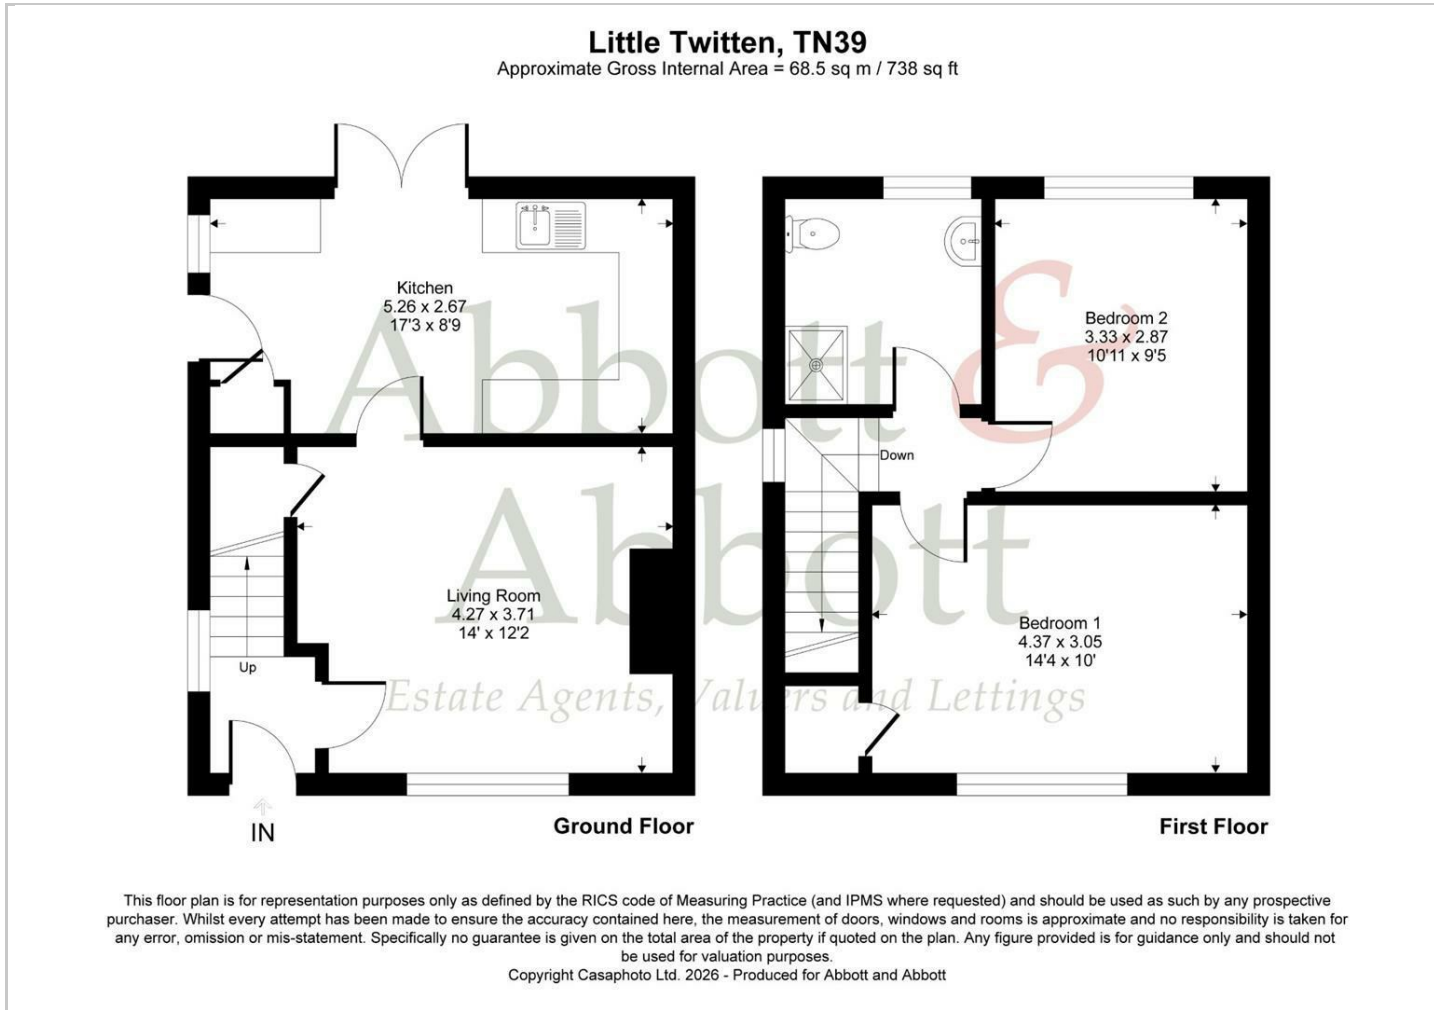 Little Twitten, TN39
Approximate Gross Internal Area = 68.5 sq m / 738 sq ft
Kitchen
5.26 x 2.67
17'3 x 8'9
Living Room
4.27 x 3.71
14' x 12'2
Up
IN
Ground Floor
Bedroom 2
3.33 x 2.87
10'11 x 9'5
Down
Bedroom 1
4.37 x 3.05
14'4 x 10'
First Floor
Abbott &
Abbott
Estate Agents, Valuers and Lettings
This floor plan is for representation purposes only as defined by the RICS code of Measuring Practice (and IPMS where requested) and should be used as such by any prospective
purchaser. Whilst every attempt has been made to ensure the accuracy contained here, the measurement of doors, windows and rooms is approximate and no responsibility is taken for
any error, omission or mis-statement. Specifically no guarantee is given on the total area of the property if quoted on the plan. Any figure provided is for guidance only and should not
be used for valuation purposes.
Copyright Casaphoto Ltd. 2026 - Produced for Abbott and Abbott